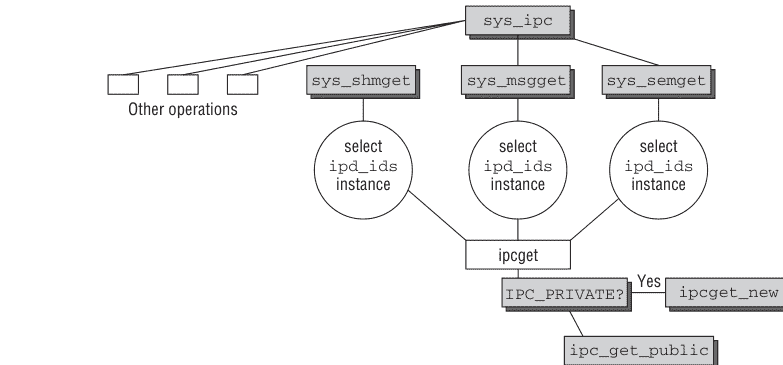 sys_ipc
sys_shmget
sys_msgget
sys_semget
Other operations
select
ipd_ids
instance
select
ipd_ids
instance
select
ipd_ids
instance
ipcget
IPC_PRIVATE?
Yes
ipcget_new
ipc_get_public